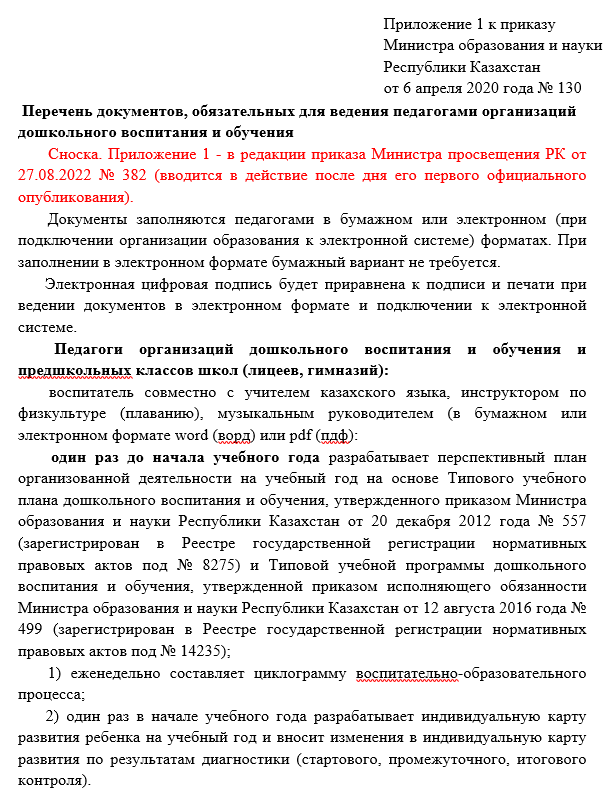 Приложение 1 к приказу
Министра образования и науки
Республики Казахстан
от 6 апреля 2020 года № 130
Перечень документов, обязательных для ведения педагогами организаций
дошкольного воспитания и обучения
Сноска. Приложение 1 - в редакции приказа Министра просвещения РК от
27.08.2022 № 382 (вводится в действие после дня его первого официального
опубликования).
Документы заполняются педагогами в бумажном или электронном (при
подключении организации образования к электронной системе) форматах. При
заполнении в электронном формате бумажный вариант не требуется.
Электронная цифровая подпись будет приравнена к подписи и печати при
ведении документов в электронном формате и подключении к электронной
системе.
Педагоги организаций дошкольного воспитания и обучения и
предшкольных классов школ (лицеев, гимназий):
воспитатель совместно с учителем казахского языка, инструктором по
физкультуре (плаванию), музыкальным руководителем (в бумажном или
электронном формате word (ворд) или pdf (пдф):
один раз до начала учебного года разрабатывает перспективный план
организованной деятельности на учебный год на основе Типового учебного
плана дошкольного воспитания и обучения, утвержденного приказом Министра
образования и науки Республики Казахстан от 20 декабря 2012 года № 557
(зарегистрирован в Реестре государственной регистрации нормативных
правовых актов под № 8275) и Типовой учебной программы дошкольного
воспитания и обучения, утвержденной приказом исполняющего обязанности
Министра образования и науки Республики Казахстан от 12 августа 2016 года №
499 (зарегистрирован в Реестре государственной регистрации нормативных
правовых актов под № 14235);
1) еженедельно составляет циклограмму воспитательно-образовательного
процесса;
2) один раз в начале учебного года разрабатывает индивидуальную карту
развития ребенка на учебный год и вносит изменения в индивидуальную карту
развития по результатам диагностики (стартового, промежуточного, итогового
контроля).